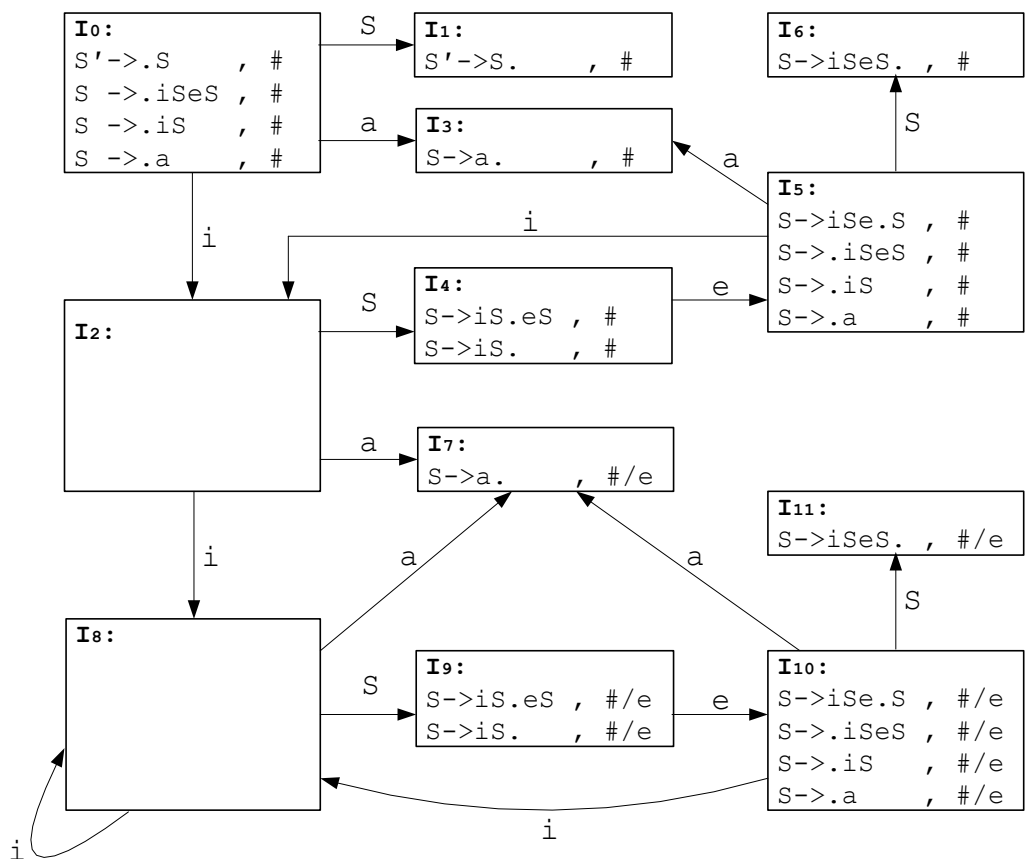 I0:
S'->.S , #
S ->.iSeS , #
S ->.iS , #
S ->.a , #
S
I1:
S'->S. , #
I6:
S->iSeS. , #
a
I3:
S->a. , #
S
a
I5:
S->iSe.S , #
S->.iSeS , #
S->.iS , #
S->.a , #
i
i
I2:
S
I4:
S->iS.eS , #
S->iS. , #
e
a
I7:
S->a. , #/e
I11:
S->iSeS. , #/e
i
a
a
S
I8:
S
I9:
S->iS.eS , #/e
S->iS. , #/e
e
I10:
S->iSe.S , #/e
S->.iSeS , #/e
S->.iS , #/e
S->.a , #/e
i
i